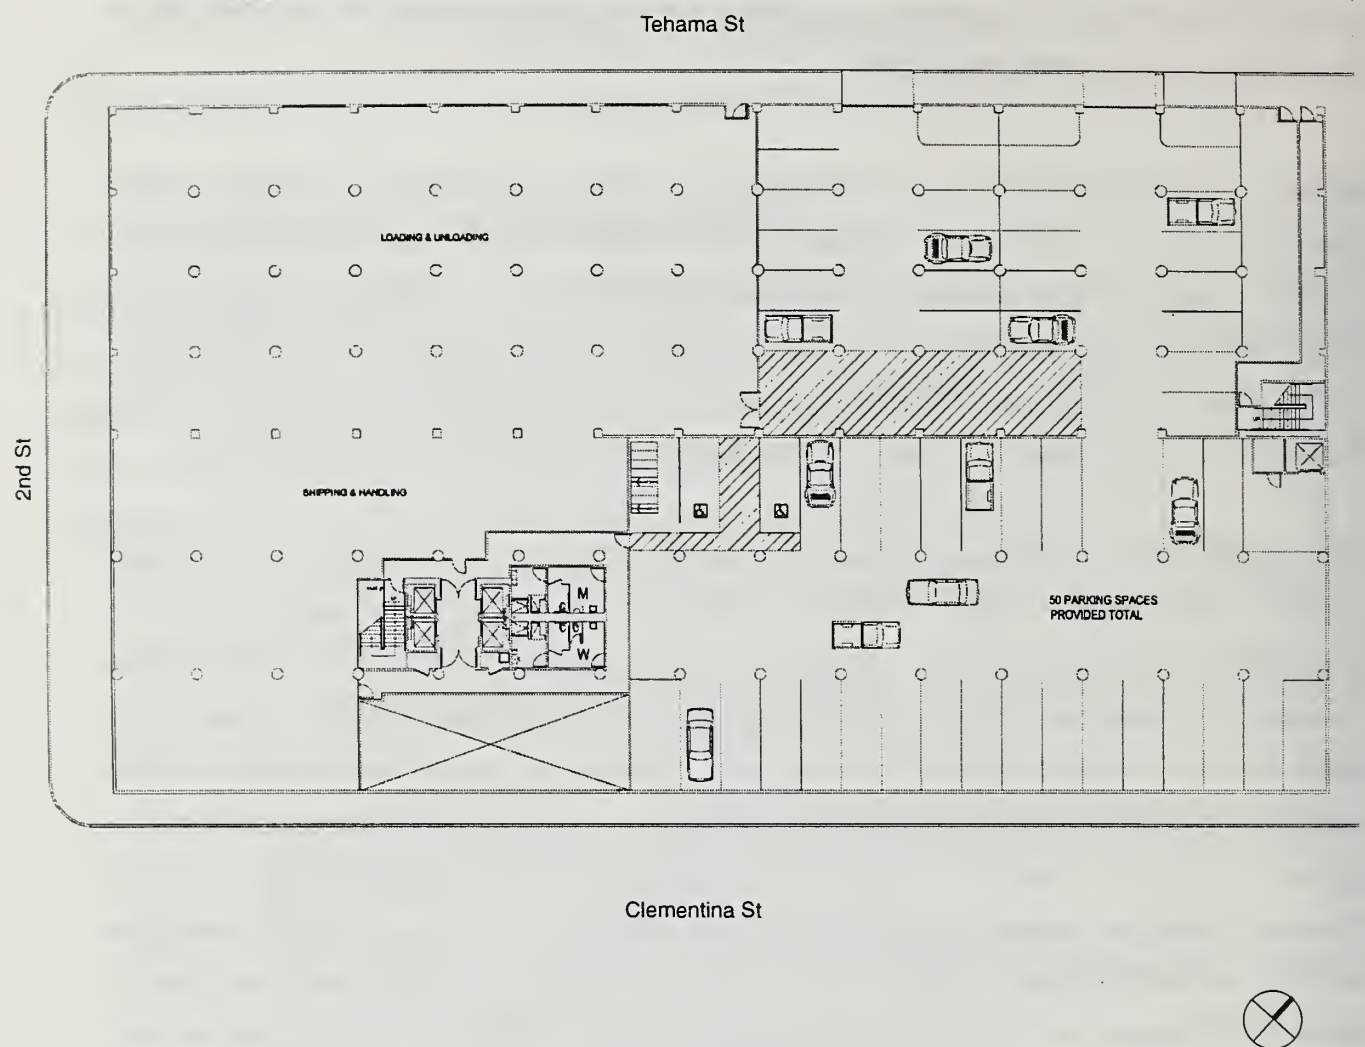 Tehama St
LOADING & UNLOADING
2nd St
SHIPPING & HANDLING
M
W
50 PARKING SPACES
PROVIDED TOTAL
Clementina St